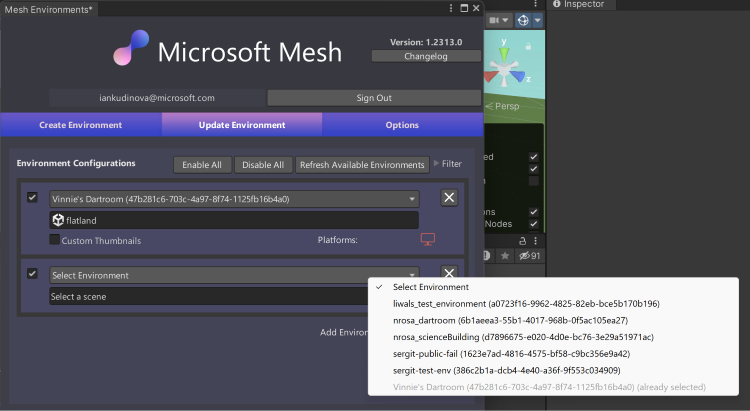 Mesh Environments*
Inspector
Microsoft Mesh
Version: 1.2313.0
Changelog
iankudinova@microsoft.com
Sign Out
Create Environment
Update Environment
Options
Environment Configurations
Enable All
Disable All
Refresh Available Environments
Filter
Vinnie's Dartroom (47b281c6-703c-4a97-8f74-1125fb16b4a0)
flatland
Custom Thumbnails
Platforms:
Select Environment
Select a scene
Add Environ
y
x
z
Persp
ed
n
ons
Nodes
91
Select Environment
liwals_test_environment (a0723f16-9962-4825-82eb-bce5b170b196)
nrosa_dartroom (6b1aeea3-55b1-4017-968b-0f5ac105ea27)
nrosa_scienceBuilding (d7896675-e020-4d0e-bc76-3e29a51971ac)
sergit-public-fail (1623e7ad-4816-4575-bf58-c9bc356e9a42)
sergit-test-env (386c2b1a-dcb4-4e40-a36f-9f553c034909)
Vinnie's Dartroom (47b281c6-703c-4a97-8f74-1125fb16b4a0) (already selected)